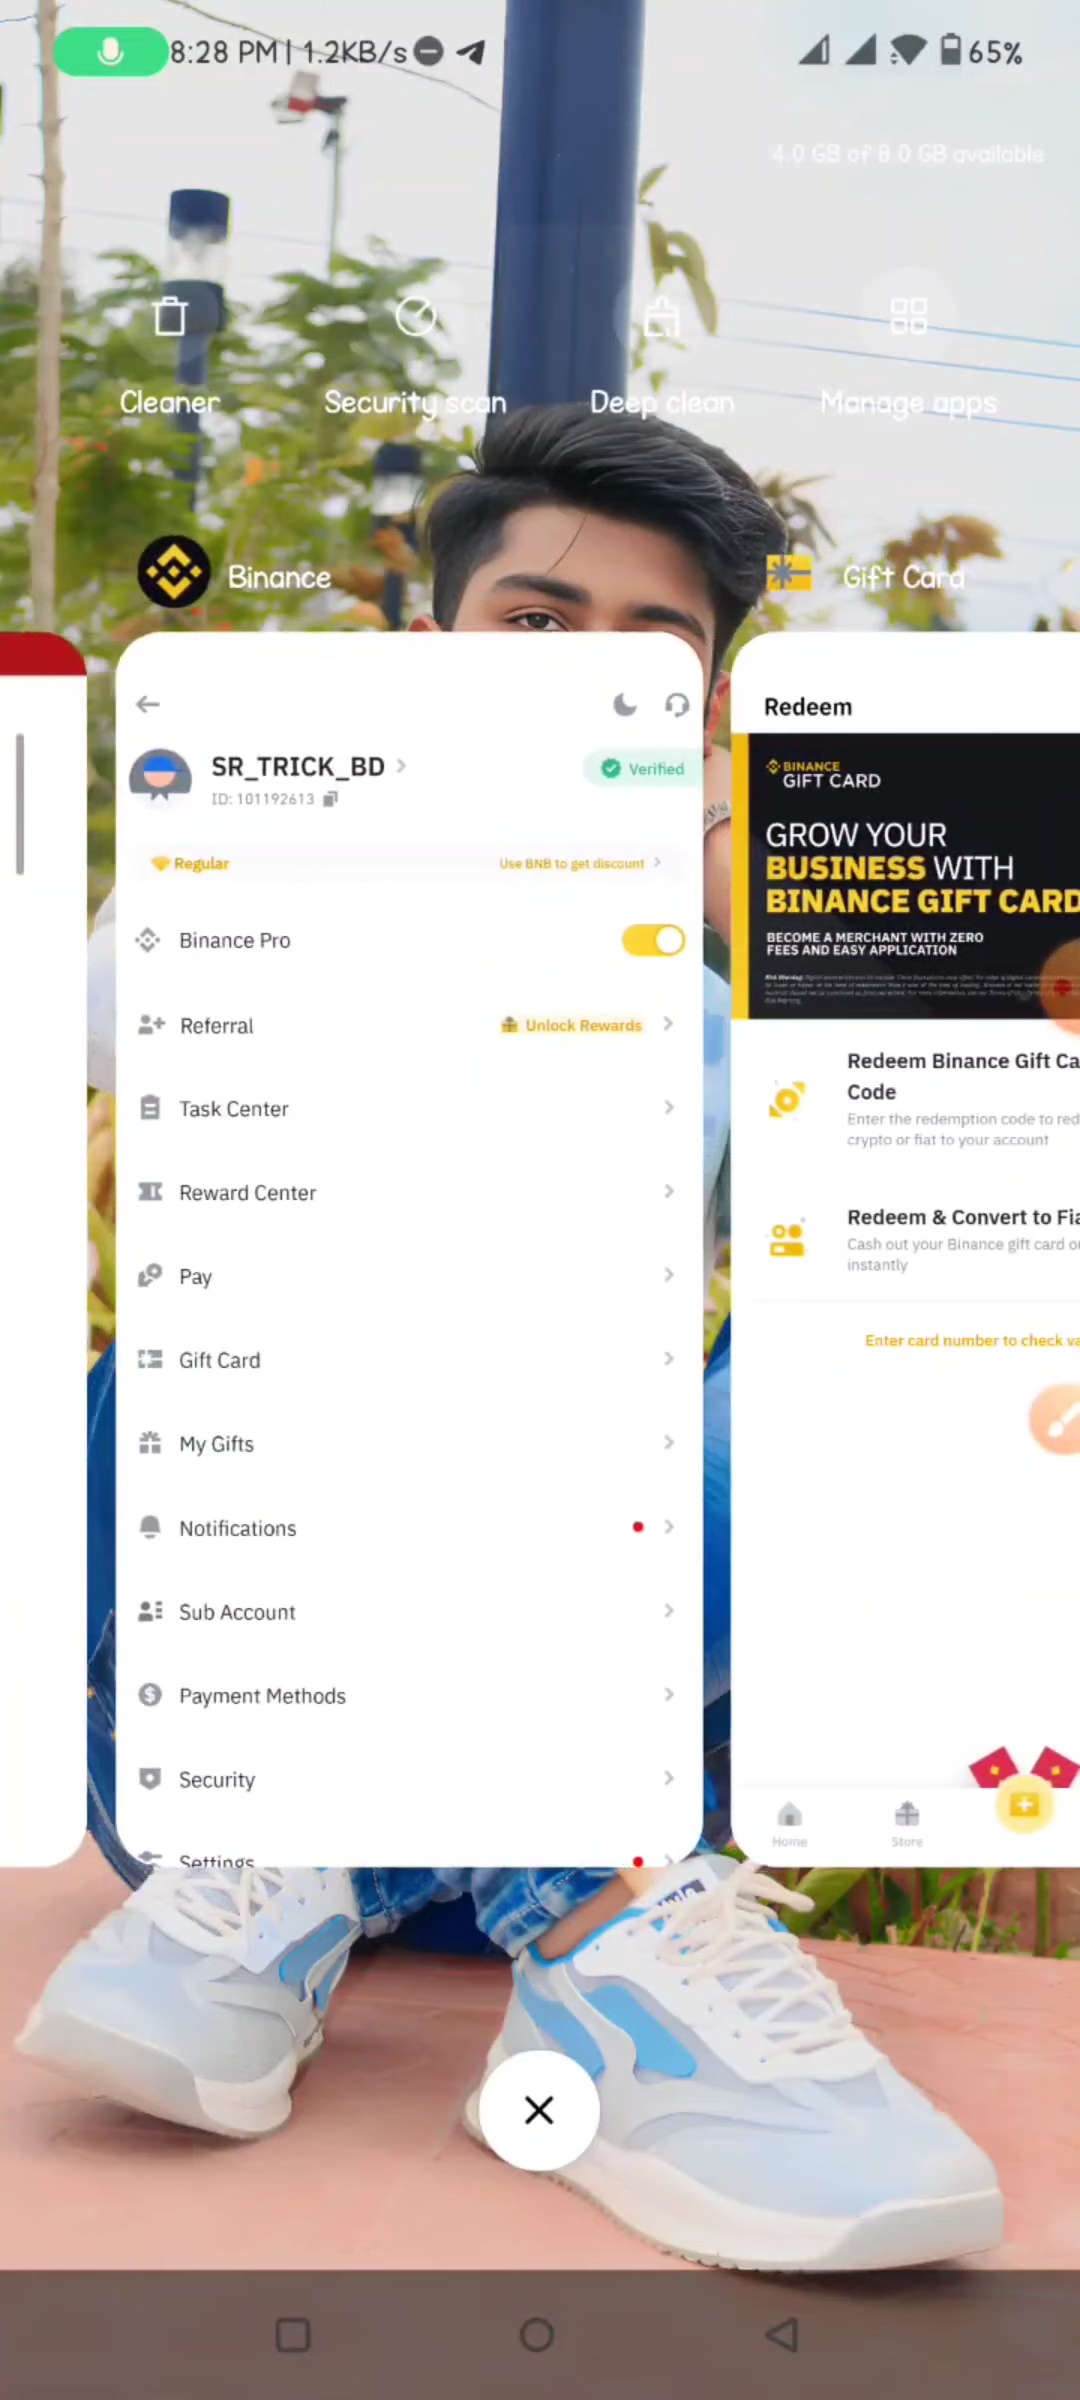 8:28 PM | 1.2KB/s
65%
4.0 GB of 8.0 GB available
Cleaner
Security scan
Deep clean
Manage apps
Binance
Gift Card
SR_TRICK_BD
Verified
ID: 101192613
Regular
Use BNB to get discount
Binance Pro
Referral
Unlock Rewards
Task Center
Reward Center
Pay
Gift Card
My Gifts
Notifications
Sub Account
Payment Methods
Security
Settings
Redeem
BINANCE
GIFT CARD
GROW YOUR
BUSINESS WITH
BINANCE GIFT CARD
BECOME A MERCHANT WITH ZERO
FEES AND EASY APPLICATION
Redeem Binance Gift Ca
Code
Enter the redemption code to red
crypto or fiat to your account
Redeem & Convert to Fia
Cash out your Binance gift card or
instantly
Enter card number to check va
Home
Store